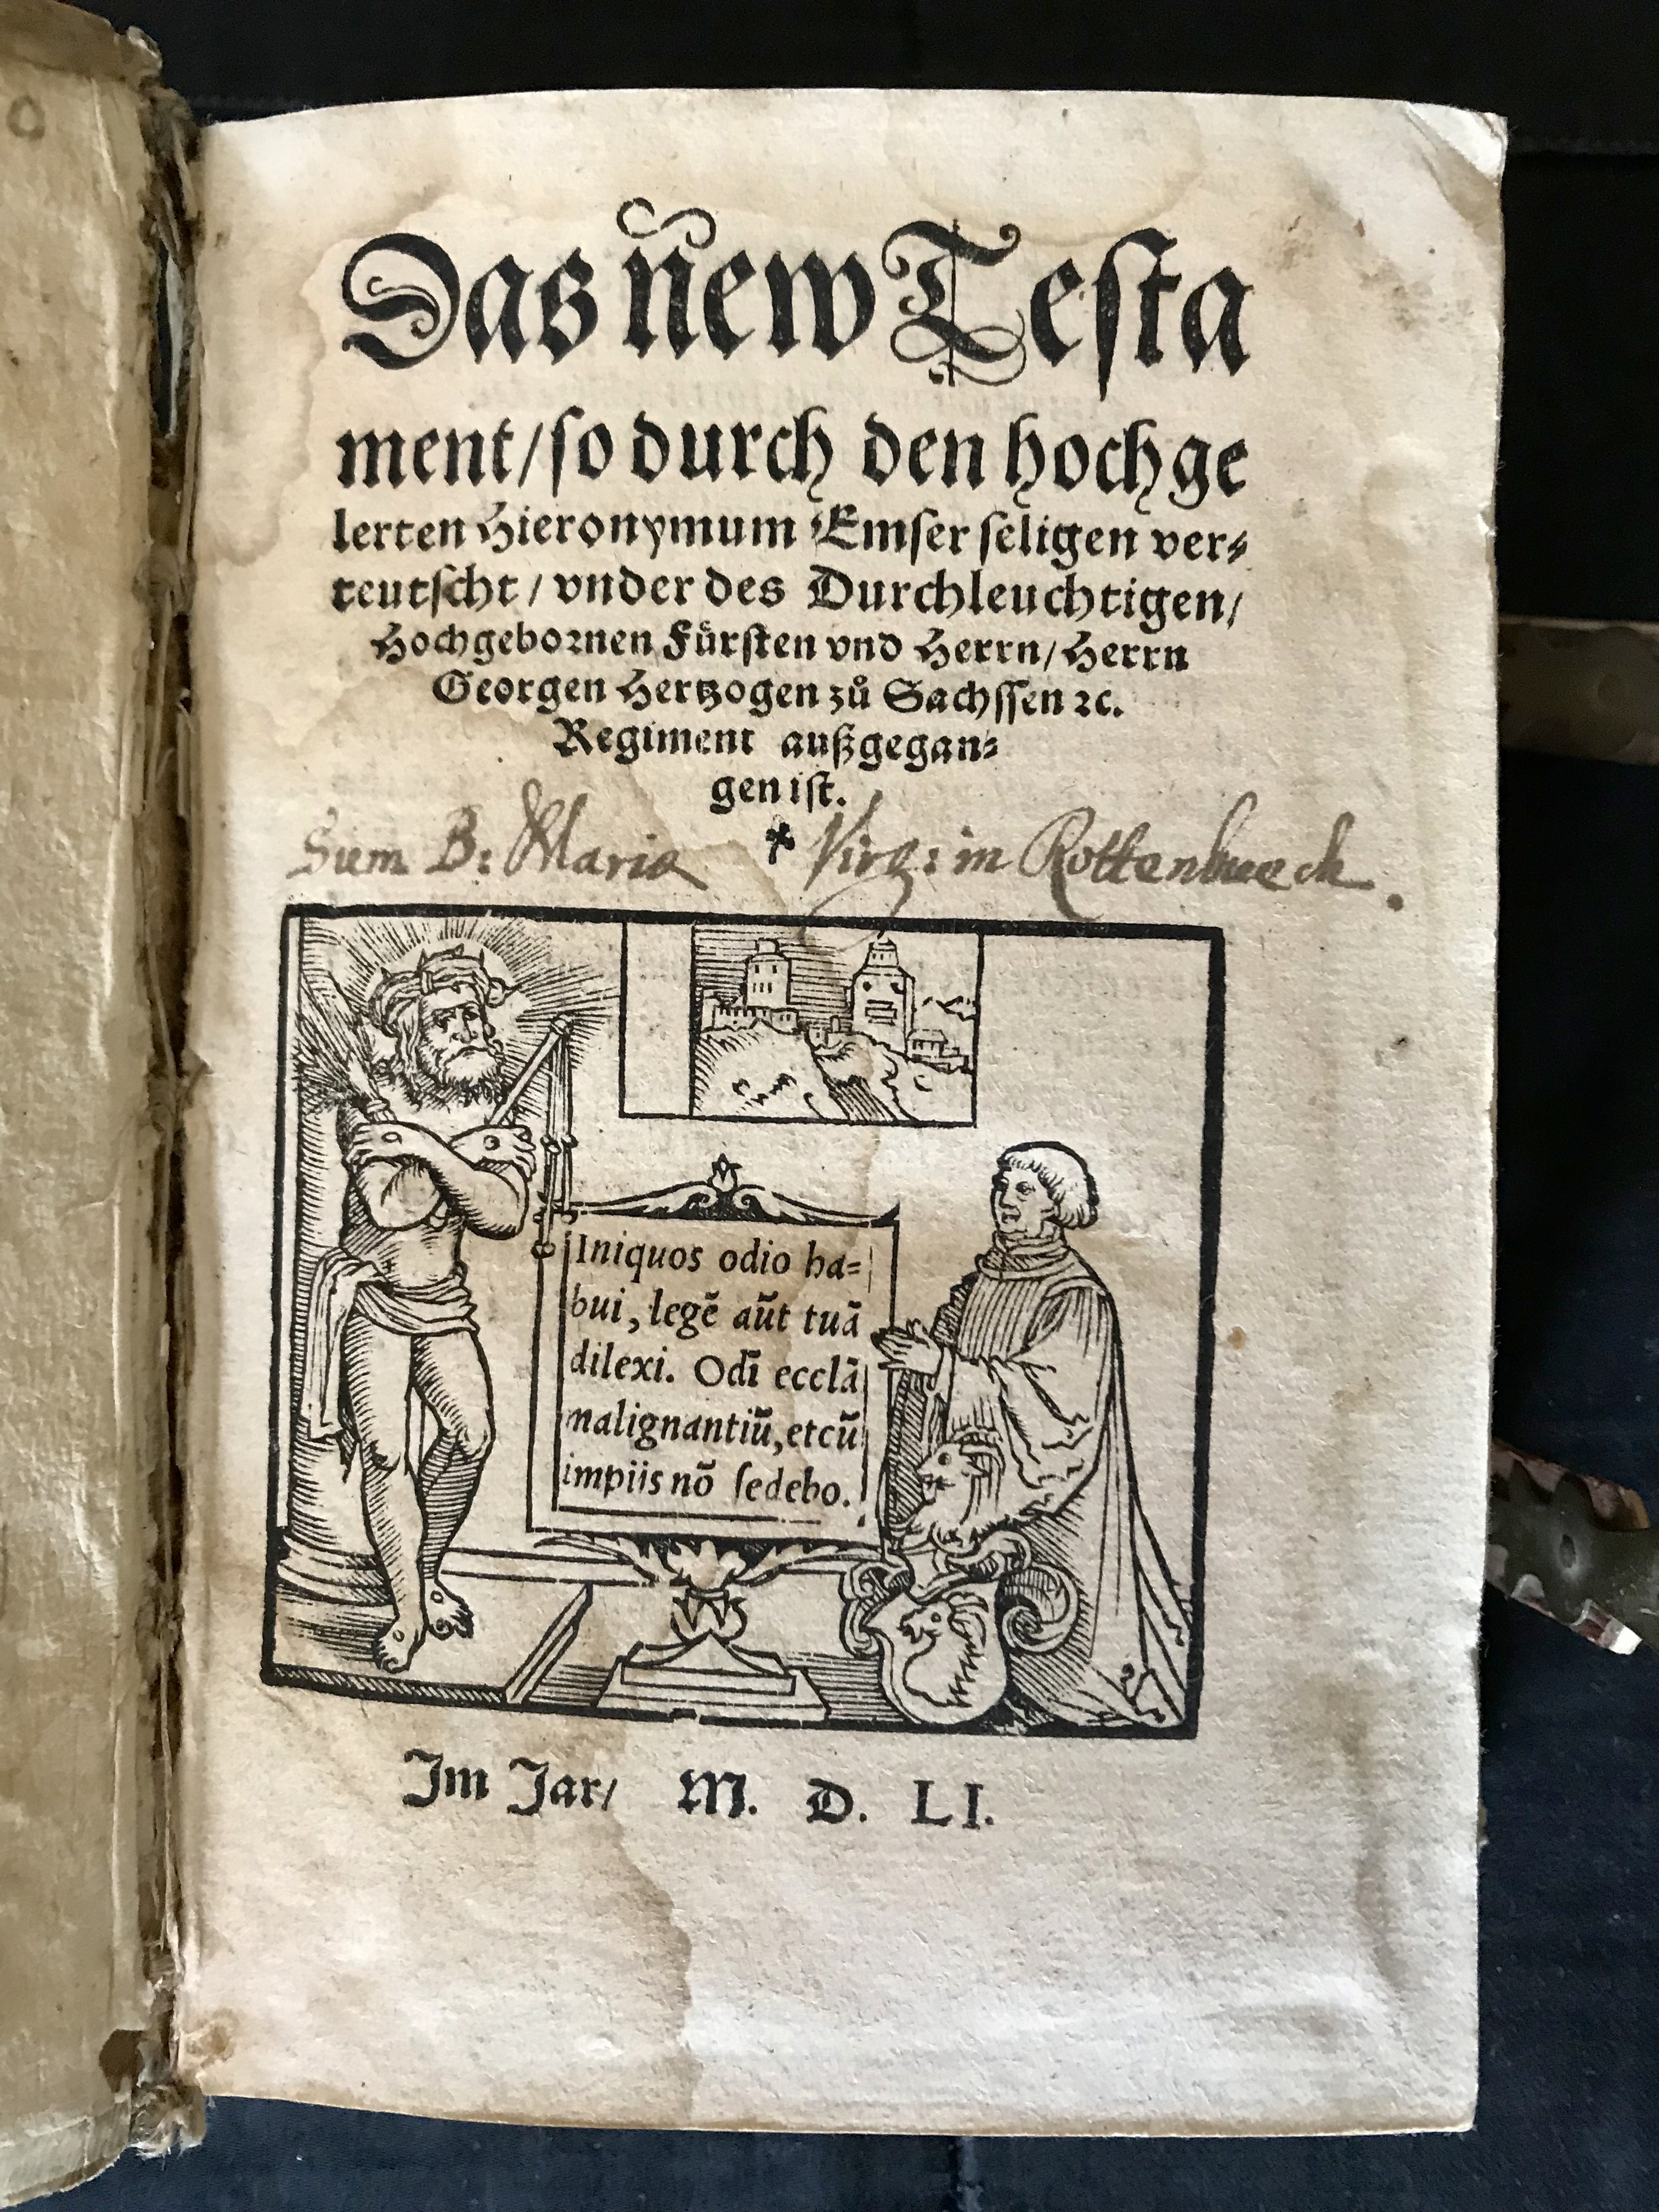 Das new Testa
ment/ so durch den hochge
lerten Hieronymum Emser seligen ver⸗
teutscht/ vnder des Durchleuchtigen/
Hochgebornen Fürsten vnd Herrn/ Herrn
Georgen Hertzogen zů Sachssen ꝛc.
Regiment außgegan⸗
gen ist.
Sum B: Mariæ Virg: in Rottenbuech.
Iniquos odio ha=
bui, legē aūt tuā
dilexi. Odī ecclā
malignantiū, et cū
impiis nō sedebo.
Im Jar/ M. D. LI.